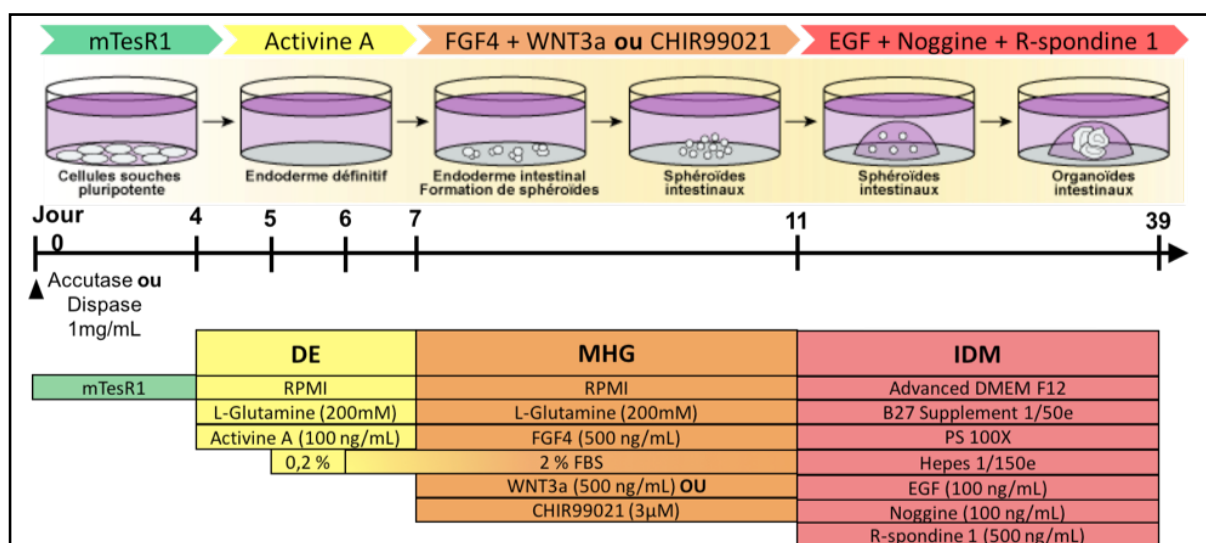 mTesR1
Activine A
FGF4 + WNT3a ou CHIR99021
EGF + Noggine + R-spondine 1
Cellules souches
pluripotente
Endoderme définitif
Endoderme intestinal
Formation de sphéroïdes
Sphéroïdes
intestinaux
Sphéroïdes
intestinaux
Organoïdes
intestinaux
Jour
0
4
5
6
7
11
39
Accutase ou
Dispase
1mg/mL
DE
MHG
IDM
mTesR1
RPMI
RPMI
Advanced DMEM F12
L-Glutamine (200mM)
L-Glutamine (200mM)
B27 Supplement 1/50e
Activine A (100 ng/mL)
FGF4 (500 ng/mL)
PS 100X
0,2 %
2 % FBS
Hepes 1/150e
WNT3a (500 ng/mL) OU
EGF (100 ng/mL)
CHIR99021 (3µM)
Noggine (100 ng/mL)
R-spondine 1 (500 ng/mL)